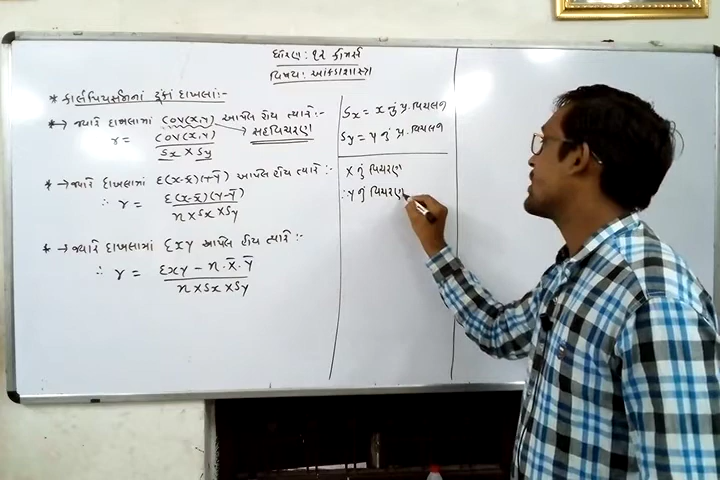 ધોરણ : ૧૨ કોમર્સ
વિષય : આંકડાશાસ્ત્ર
* કાર્લપિયર્સનનાં ટૂંકા દાખલા:-
* → જ્યારે દાખલામાં COV(x,y) આપેલ હોય ત્યારે :-
r = COV(x,y) / Sx × Sy → સહવિચરણ
* → જ્યારે દાખલામાં Σ(x-x̄)(y-ȳ) આપેલ હોય ત્યારે :-
∴ r = Σ(x-x̄)(y-ȳ) / n × Sx × Sy
* → જ્યારે દાખલામાં Σxy આપેલ હોય ત્યારે :-
∴ r = Σxy - n·x̄·ȳ / n × Sx × Sy
Sx = x નું પ્ર. વિચલન
Sy = y નું પ્ર. વિચલન
x નું વિચરણ
∴ y નું વિચરણ